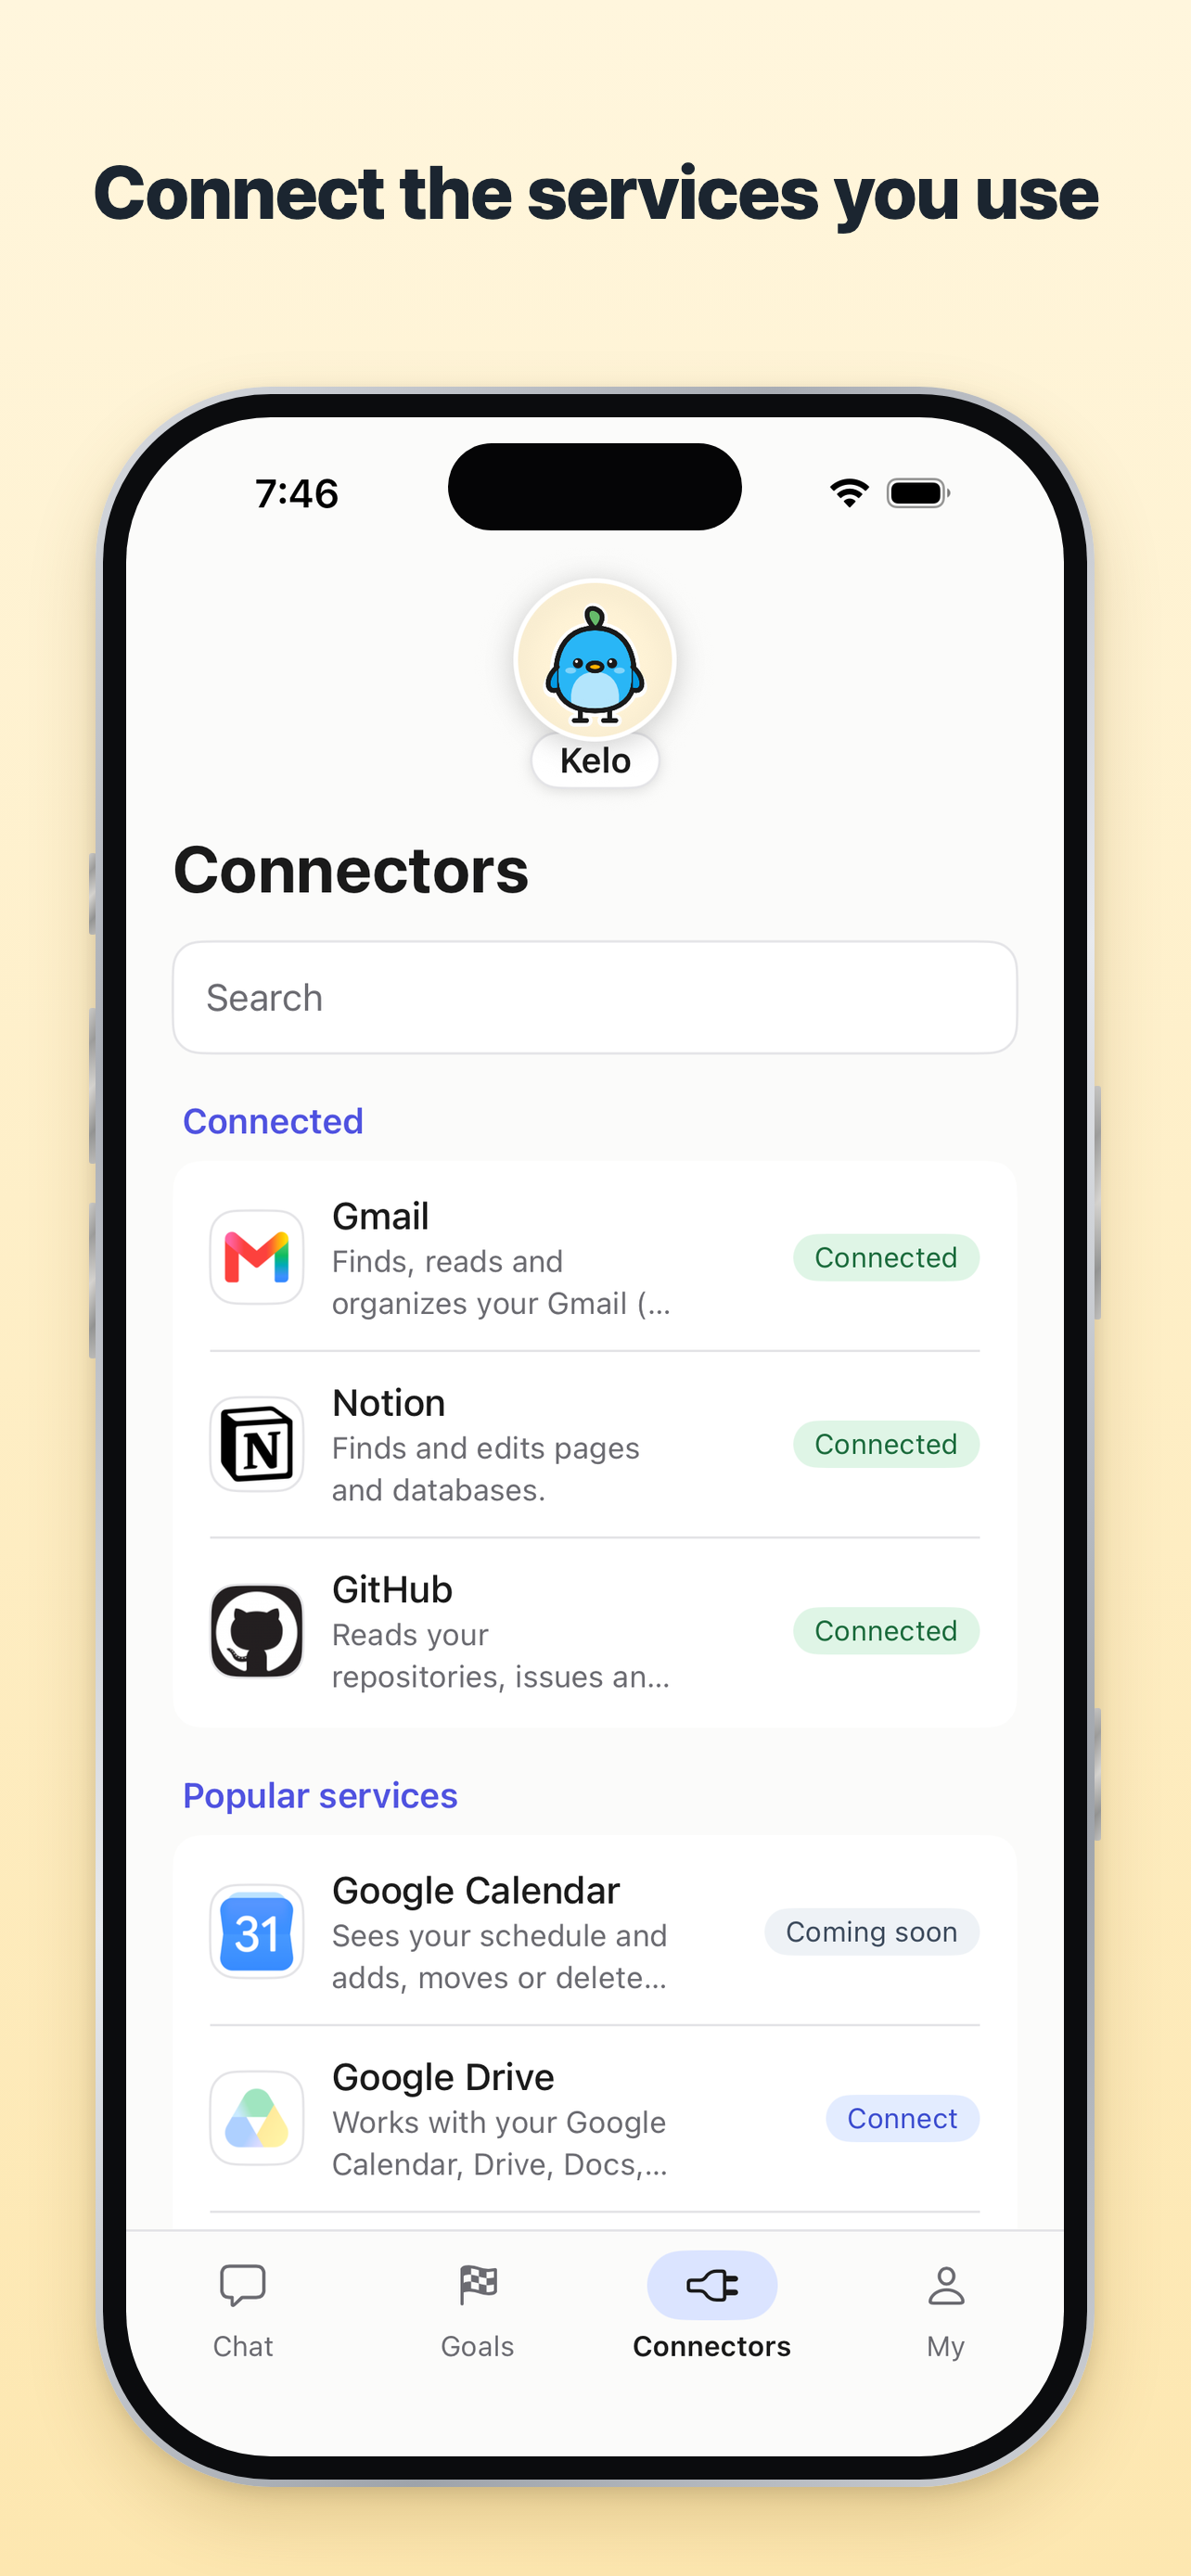 Connect the services you use
7:46
Kelo
Connectors
Search
Connected
Gmail
Finds, reads and
organizes your Gmail (...
Connected
Notion
Finds and edits pages
and databases.
Connected
GitHub
Reads your
repositories, issues an...
Connected
Popular services
31
Google Calendar
Sees your schedule and
adds, moves or delete...
Coming soon
Google Drive
Works with your Google
Calendar, Drive, Docs,...
Connect
Chat
Goals
Connectors
My